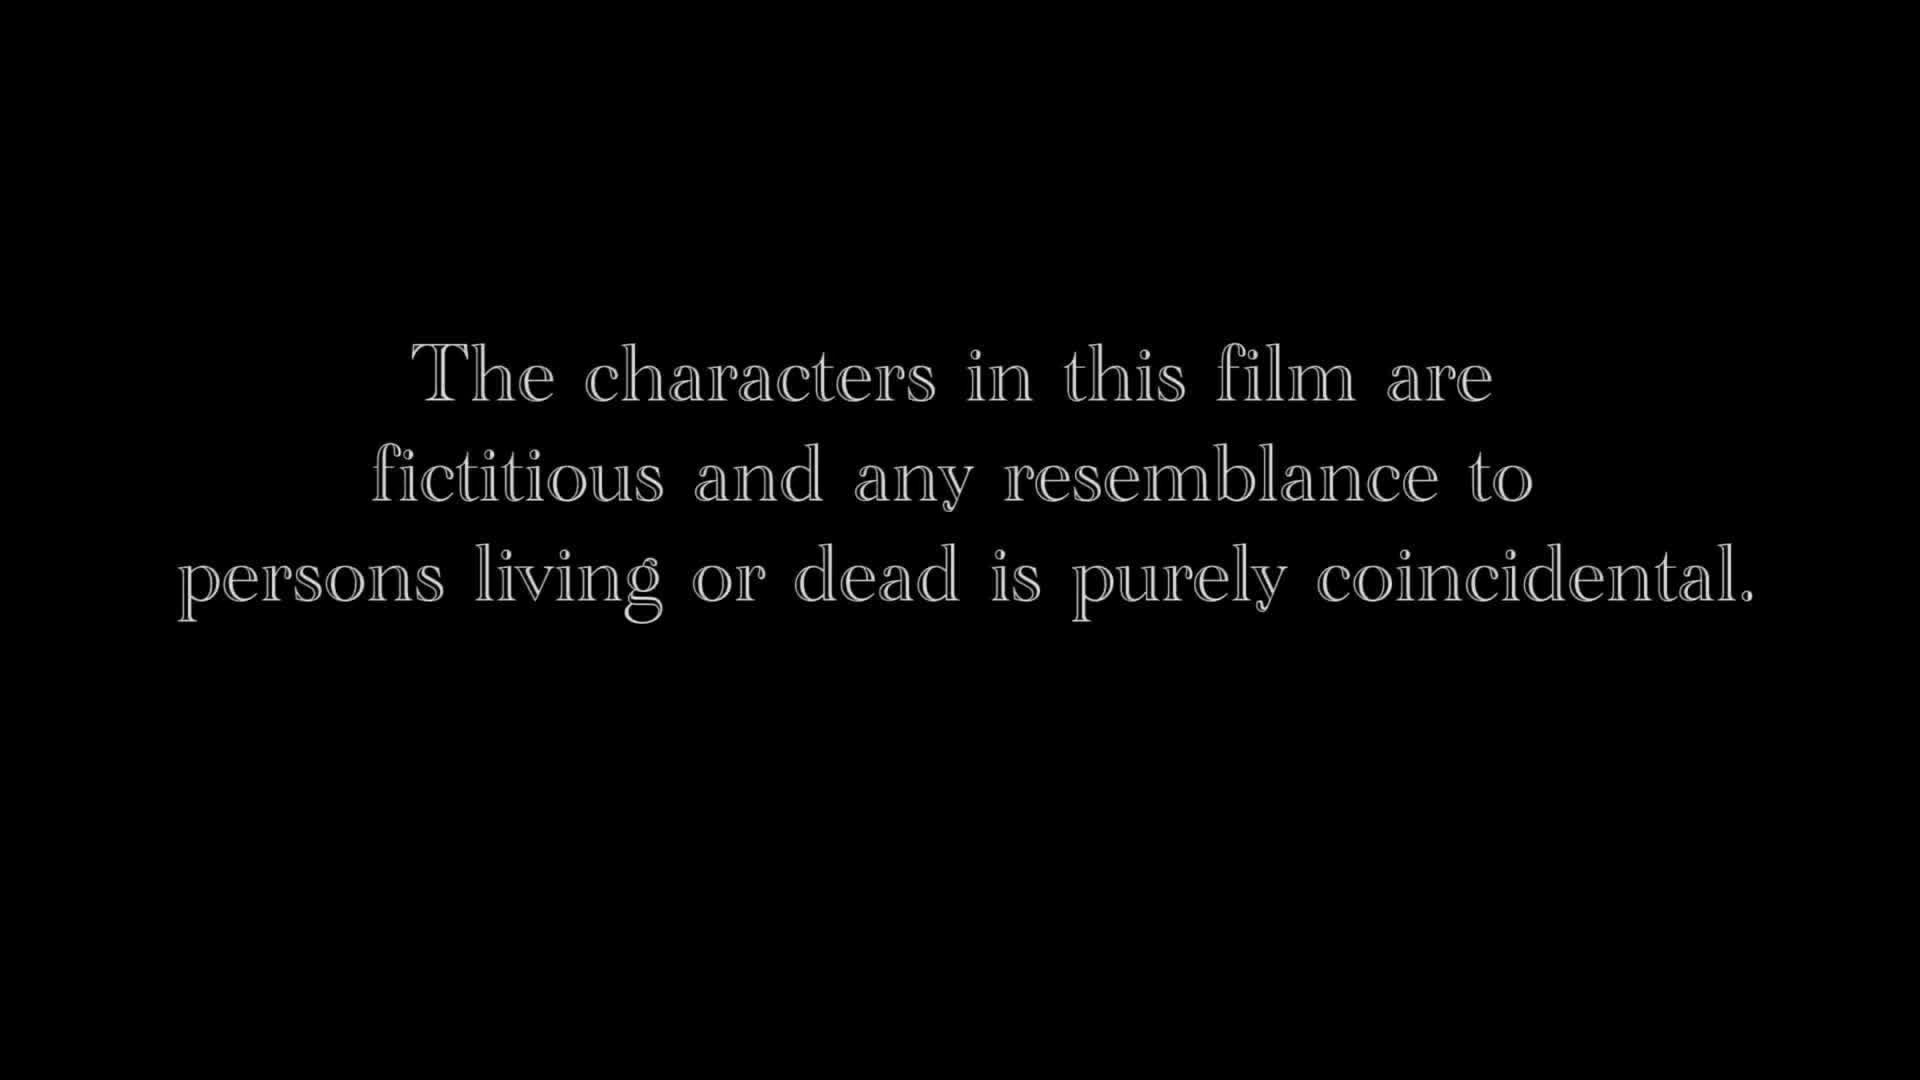 The characters in this film are
fictitious and any resemblance to
persons living or dead is purely coincidental.